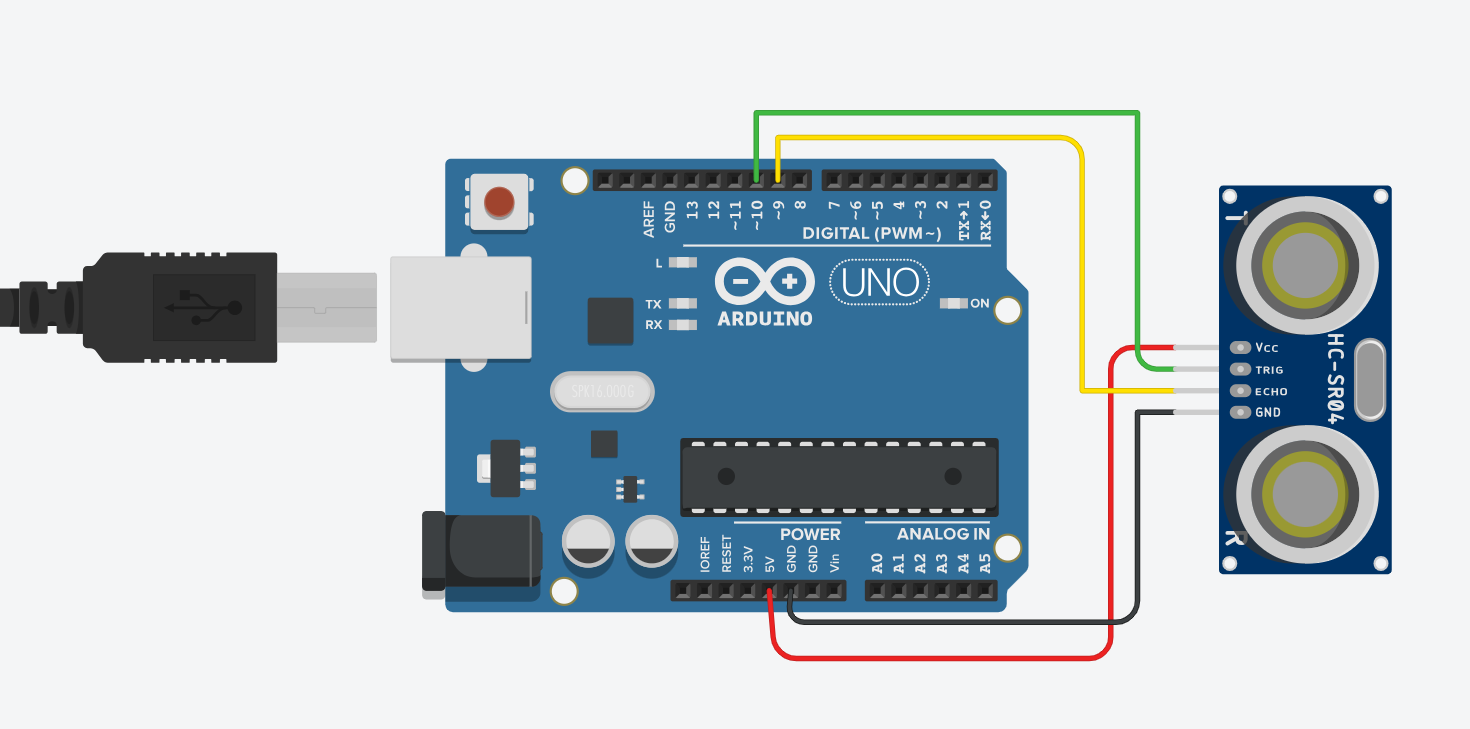 AREF
GND
13
12
~11
~10
~9
8
7
~6
~5
4
~3
2
TX→1
RX←0
DIGITAL (PWM~)
L
TX
RX
UNO
ON
ARDUINO
SPX16.000G
POWER
ANALOG IN
IOREF
RESET
3.3V
5V
GND
GND
Vin
A0
A1
A2
A3
A4
A5
T
VCC
TRIG
ECHO
GND
HC-SR04
R